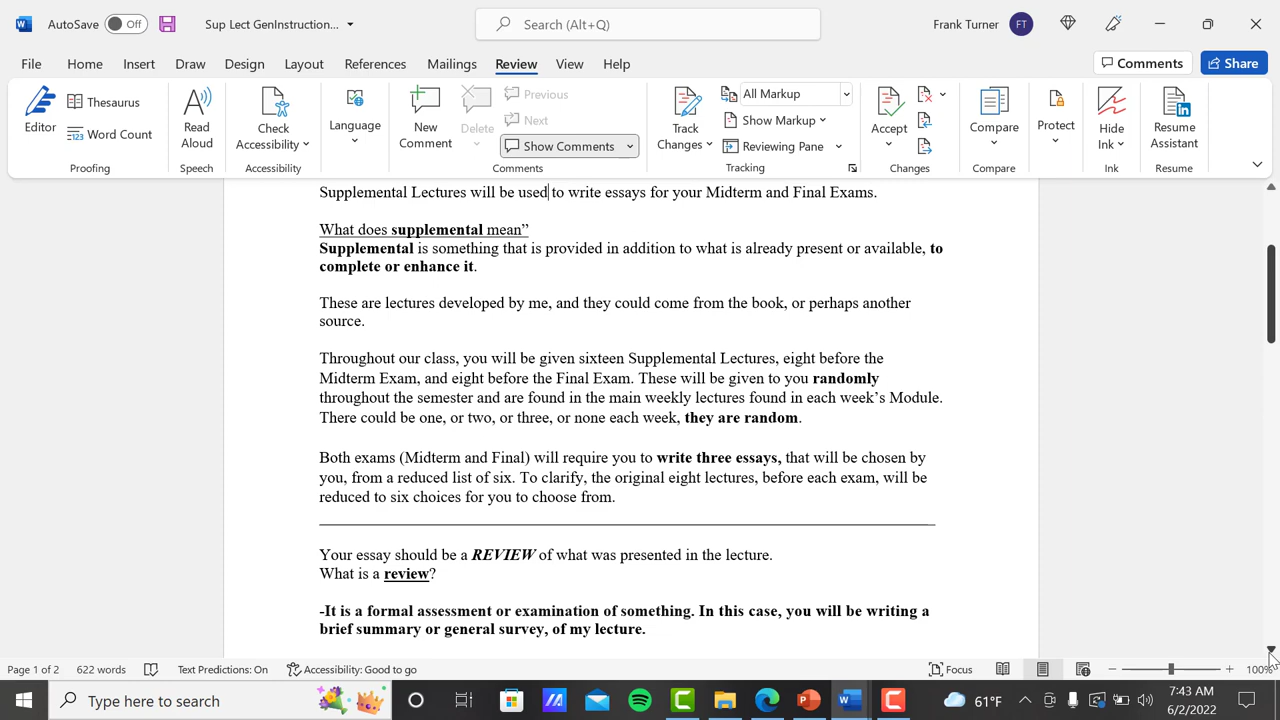 AutoSave Off Sup Lect GenInstruction... Search (Alt+Q) Frank Turner FT
File Home Insert Draw Design Layout References Mailings Review View Help Comments Share
Editor Thesaurus Word Count Read Aloud Check Accessibility Language New Comment Delete Previous Next Show Comments Track Changes All Markup Show Markup Reviewing Pane Accept Compare Protect Hide Ink Resume Assistant
Proofing Speech Accessibility Comments Tracking Changes Compare Ink Resume
Supplemental Lectures will be used to write essays for your Midterm and Final Exams.
What does supplemental mean”
Supplemental is something that is provided in addition to what is already present or available, to
complete or enhance it.
These are lectures developed by me, and they could come from the book, or perhaps another
source.
Throughout our class, you will be given sixteen Supplemental Lectures, eight before the
Midterm Exam, and eight before the Final Exam. These will be given to you randomly
throughout the semester and are found in the main weekly lectures found in each week’s Module.
There could be one, or two, or three, or none each week, they are random.
Both exams (Midterm and Final) will require you to write three essays, that will be chosen by
you, from a reduced list of six. To clarify, the original eight lectures, before each exam, will be
reduced to six choices for you to choose from.
Your essay should be a REVIEW of what was presented in the lecture.
What is a review?
-It is a formal assessment or examination of something. In this case, you will be writing a
brief summary or general survey, of my lecture.
Page 1 of 2 622 words Text Predictions: On Accessibility: Good to go Focus 100%
Type here to search 61°F 7:43 AM
6/2/2022